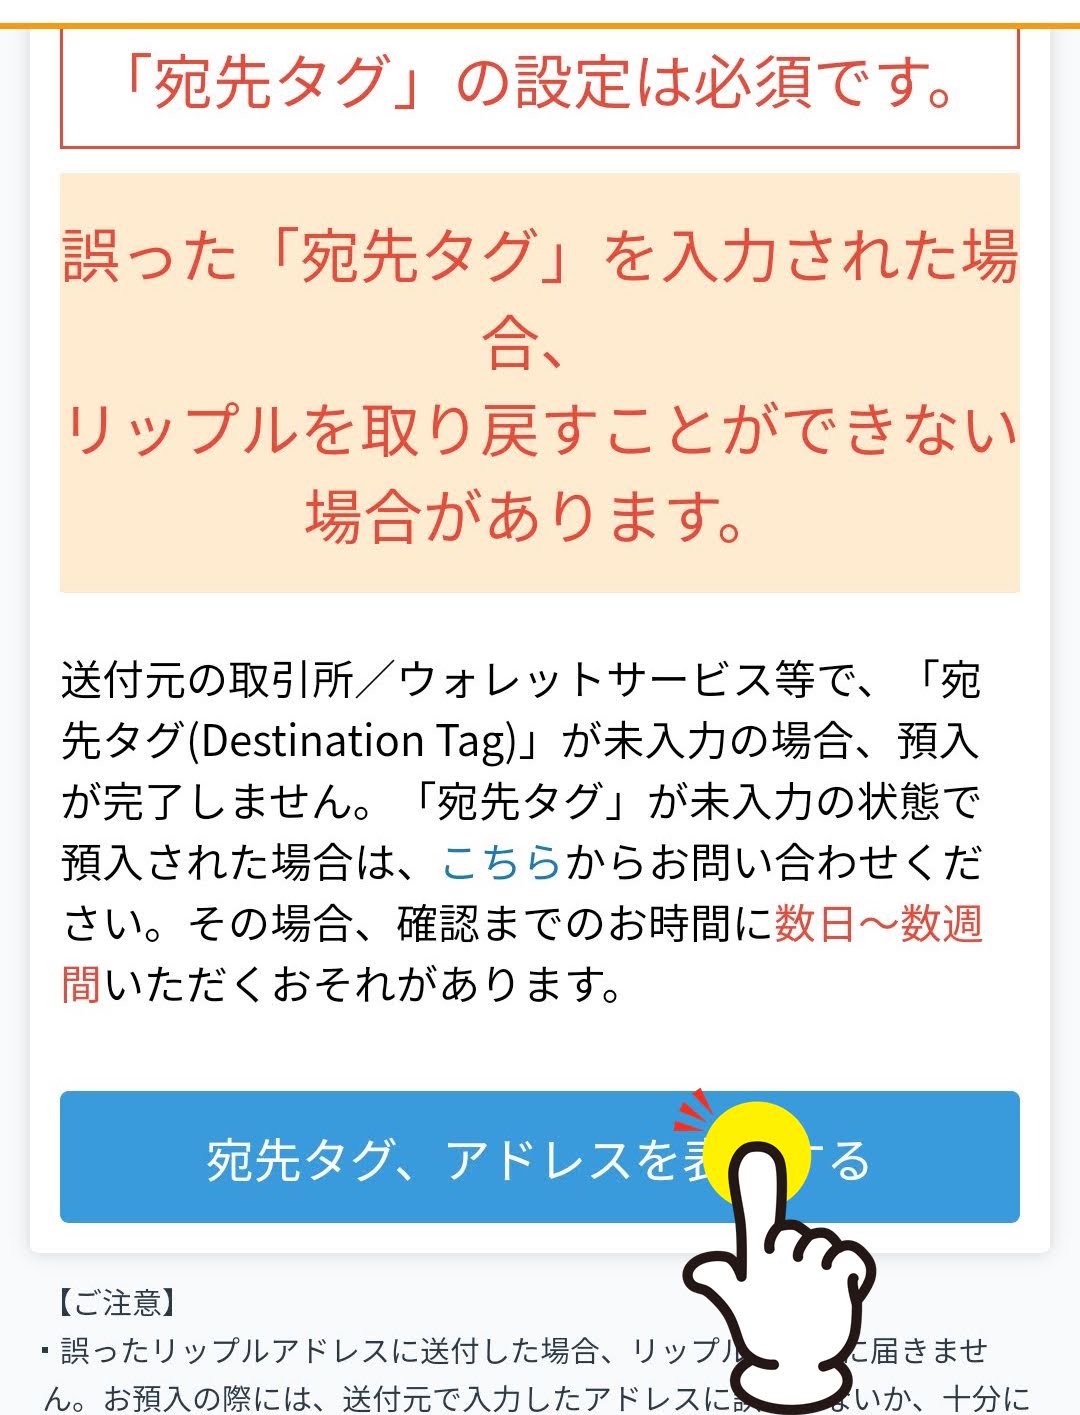 「宛先タグ」の設定は必須です。
誤った「宛先タグ」を入力された場
合、
リップルを取り戻すことができない
場合があります。
送付元の取引所／ウォレットサービス等で、「宛
先タグ(Destination Tag)」が未入力の場合、預入
が完了しません。「宛先タグ」が未入力の状態で
預入された場合は、こちらからお問い合わせくだ
さい。その場合、確認までのお時間に数日〜数週
間いただくおそれがあります。
宛先タグ、アドレスを表する
【ご注意】
・誤ったリップルアドレスに送付した場合、リップルに届きませ
ん。お預入の際には、送付元で入力したアドレスに誤ないか、十分に